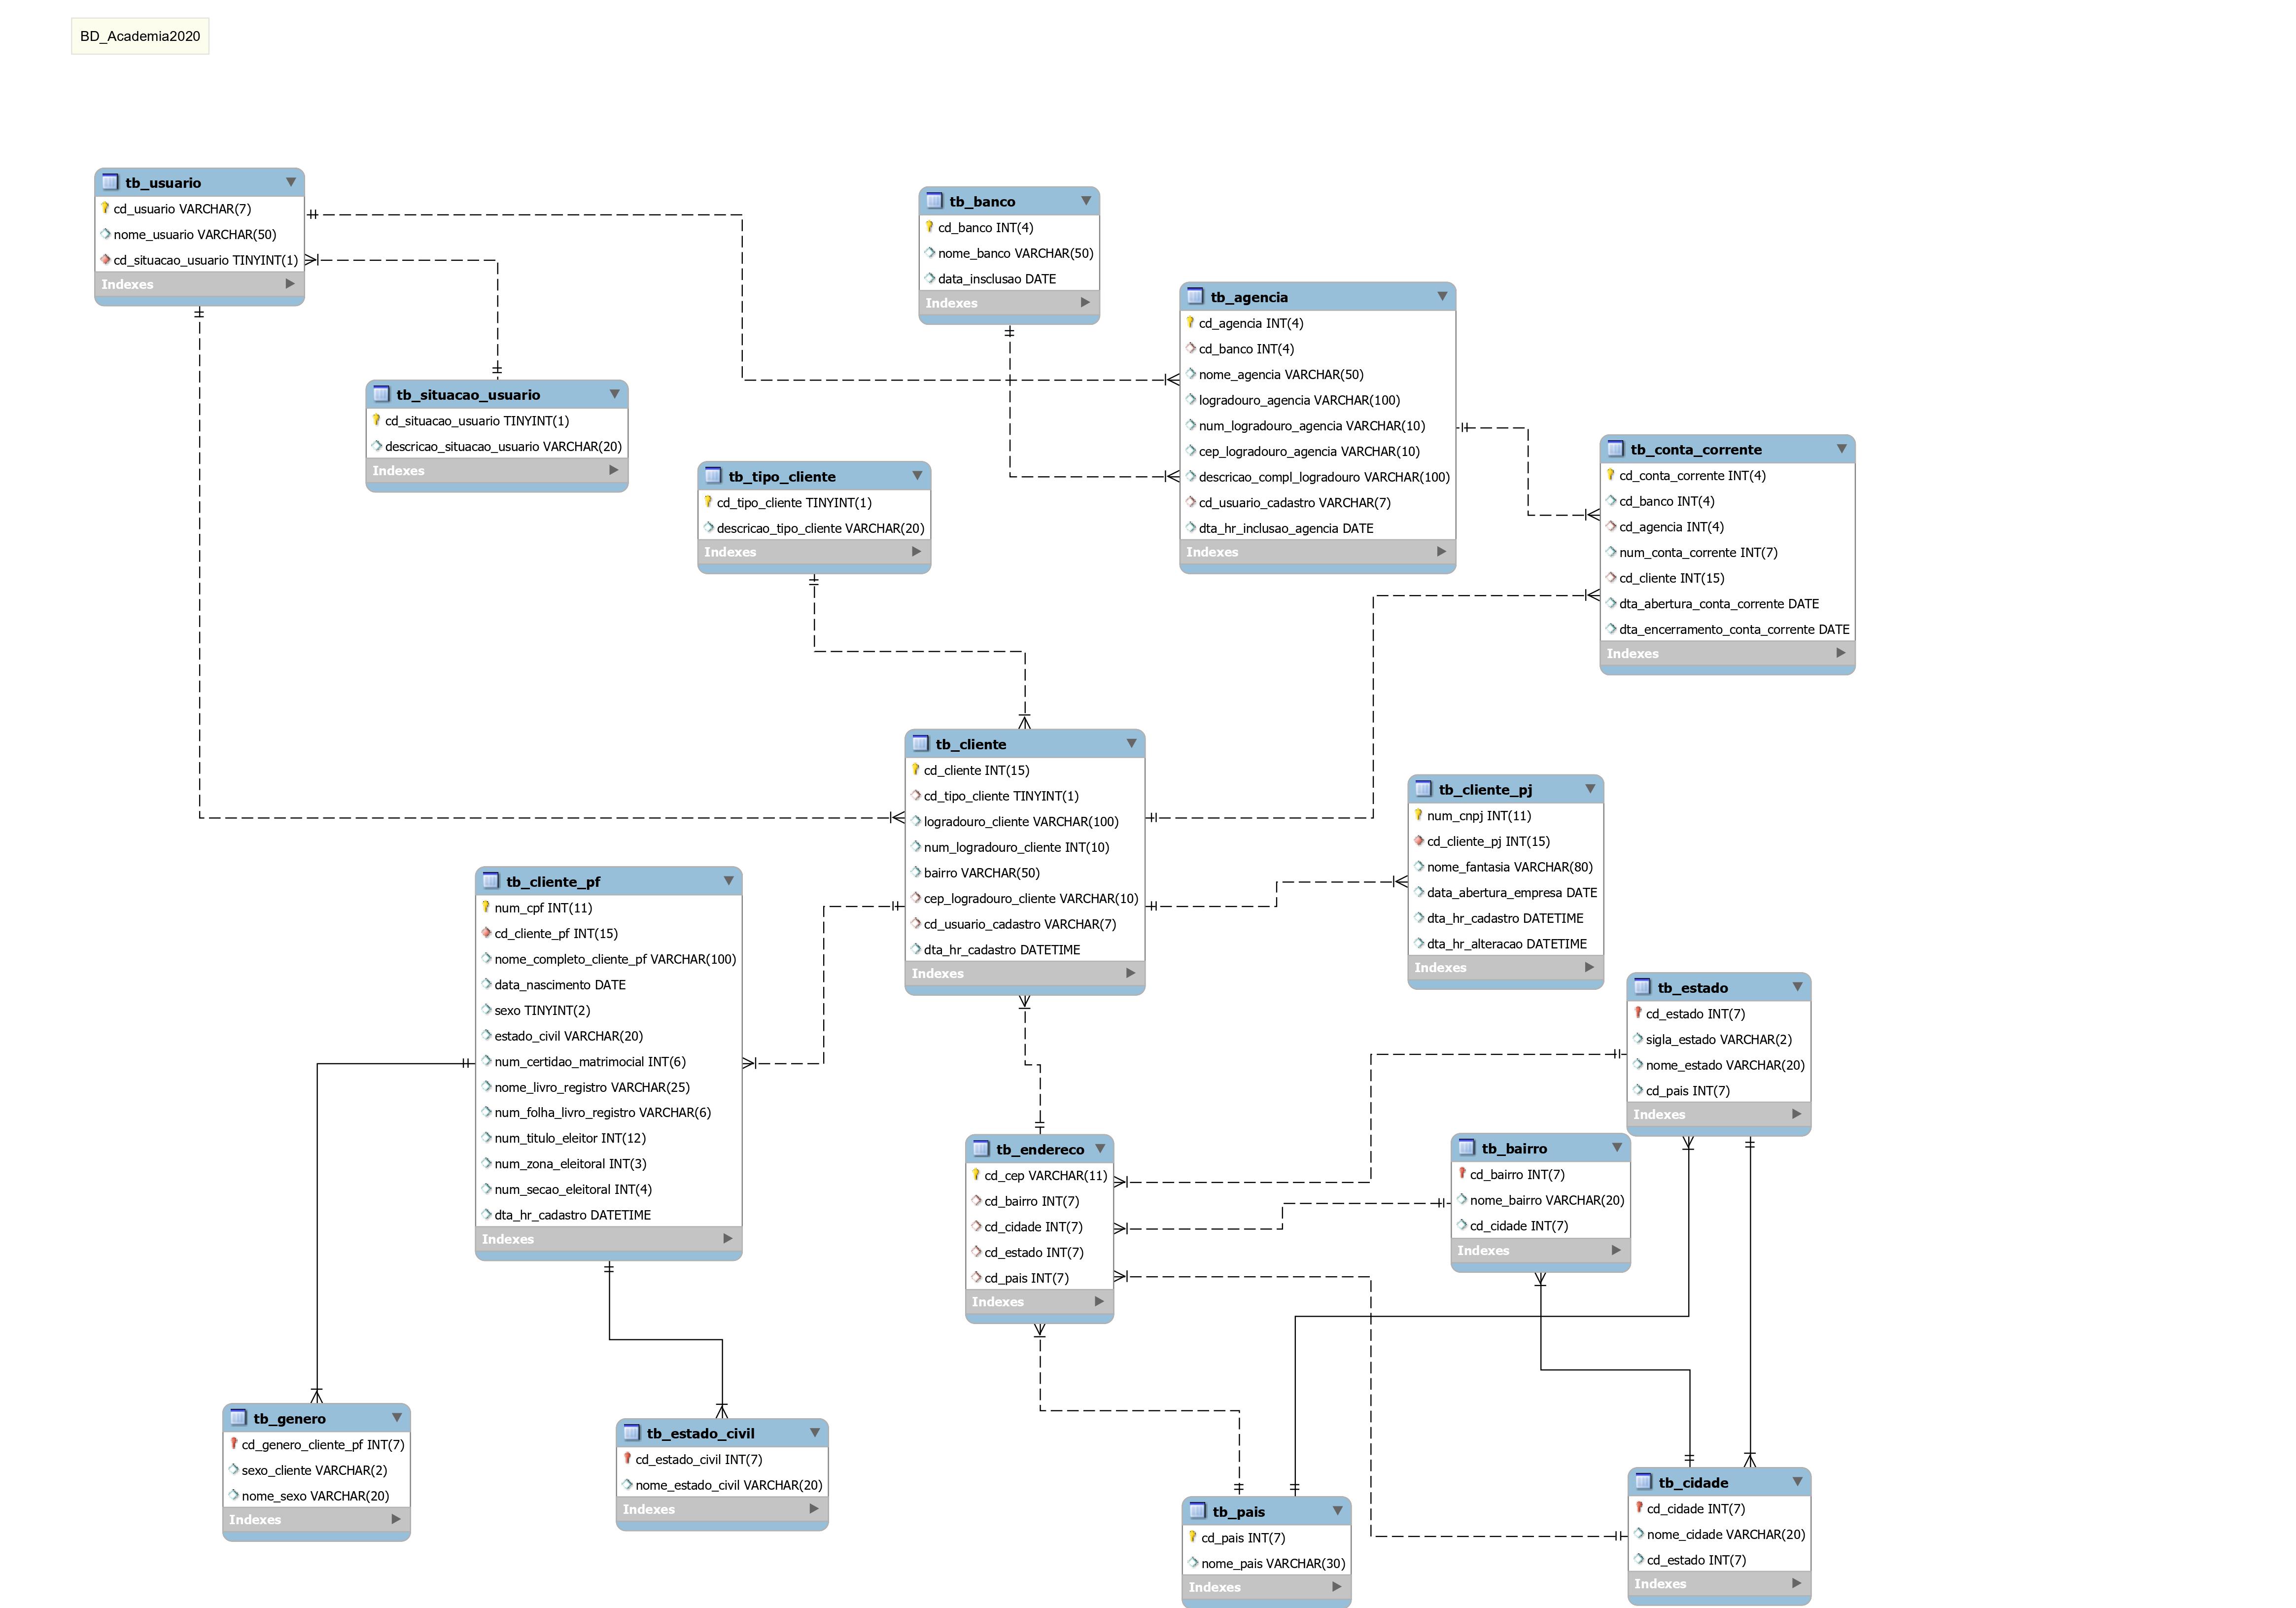 BD_Academia2020
tb_usuario
cd_usuario VARCHAR(7)
nome_usuario VARCHAR(50)
cd_situacao_usuario TINYINT(1)
Indexes
tb_banco
cd_banco INT(4)
nome_banco VARCHAR(50)
data_insclusao DATE
Indexes
tb_agencia
cd_agencia INT(4)
cd_banco INT(4)
nome_agencia VARCHAR(50)
logradouro_agencia VARCHAR(100)
num_logradouro_agencia VARCHAR(10)
cep_logradouro_agencia VARCHAR(10)
descricao_compl_logradouro VARCHAR(100)
cd_usuario_cadastro VARCHAR(7)
dta_hr_inclusao_agencia DATE
Indexes
tb_situacao_usuario
cd_situacao_usuario TINYINT(1)
descricao_situacao_usuario VARCHAR(20)
Indexes
tb_tipo_cliente
cd_tipo_cliente TINYINT(1)
descricao_tipo_cliente VARCHAR(20)
Indexes
tb_conta_corrente
cd_conta_corrente INT(4)
cd_banco INT(4)
cd_agencia INT(4)
num_conta_corrente INT(7)
cd_cliente INT(15)
dta_abertura_conta_corrente DATE
dta_encerramento_conta_corrente DATE
Indexes
tb_cliente
cd_cliente INT(15)
cd_tipo_cliente TINYINT(1)
logradouro_cliente VARCHAR(100)
num_logradouro_cliente INT(10)
bairro VARCHAR(50)
cep_logradouro_cliente VARCHAR(10)
cd_usuario_cadastro VARCHAR(7)
dta_hr_cadastro DATETIME
Indexes
tb_cliente_pj
num_cnpj INT(11)
cd_cliente_pj INT(15)
nome_fantasia VARCHAR(80)
data_abertura_empresa DATE
dta_hr_cadastro DATETIME
dta_hr_alteracao DATETIME
Indexes
tb_cliente_pf
num_cpf INT(11)
cd_cliente_pf INT(15)
nome_completo_cliente_pf VARCHAR(100)
data_nascimento DATE
sexo TINYINT(2)
estado_civil VARCHAR(20)
num_certidao_matrimocial INT(6)
nome_livro_registro VARCHAR(25)
num_folha_livro_registro VARCHAR(6)
num_titulo_eleitor INT(12)
num_zona_eleitoral INT(3)
num_secao_eleitoral INT(4)
dta_hr_cadastro DATETIME
Indexes
tb_estado
cd_estado INT(7)
sigla_estado VARCHAR(2)
nome_estado VARCHAR(20)
cd_pais INT(7)
Indexes
tb_endereco
cd_cep VARCHAR(11)
cd_bairro INT(7)
cd_cidade INT(7)
cd_estado INT(7)
cd_pais INT(7)
Indexes
tb_bairro
cd_bairro INT(7)
nome_bairro VARCHAR(20)
cd_cidade INT(7)
Indexes
tb_genero
cd_genero_cliente_pf INT(7)
sexo_cliente VARCHAR(2)
nome_sexo VARCHAR(20)
Indexes
tb_estado_civil
cd_estado_civil INT(7)
nome_estado_civil VARCHAR(20)
Indexes
tb_pais
cd_pais INT(7)
nome_pais VARCHAR(30)
Indexes
tb_cidade
cd_cidade INT(7)
nome_cidade VARCHAR(20)
cd_estado INT(7)
Indexes